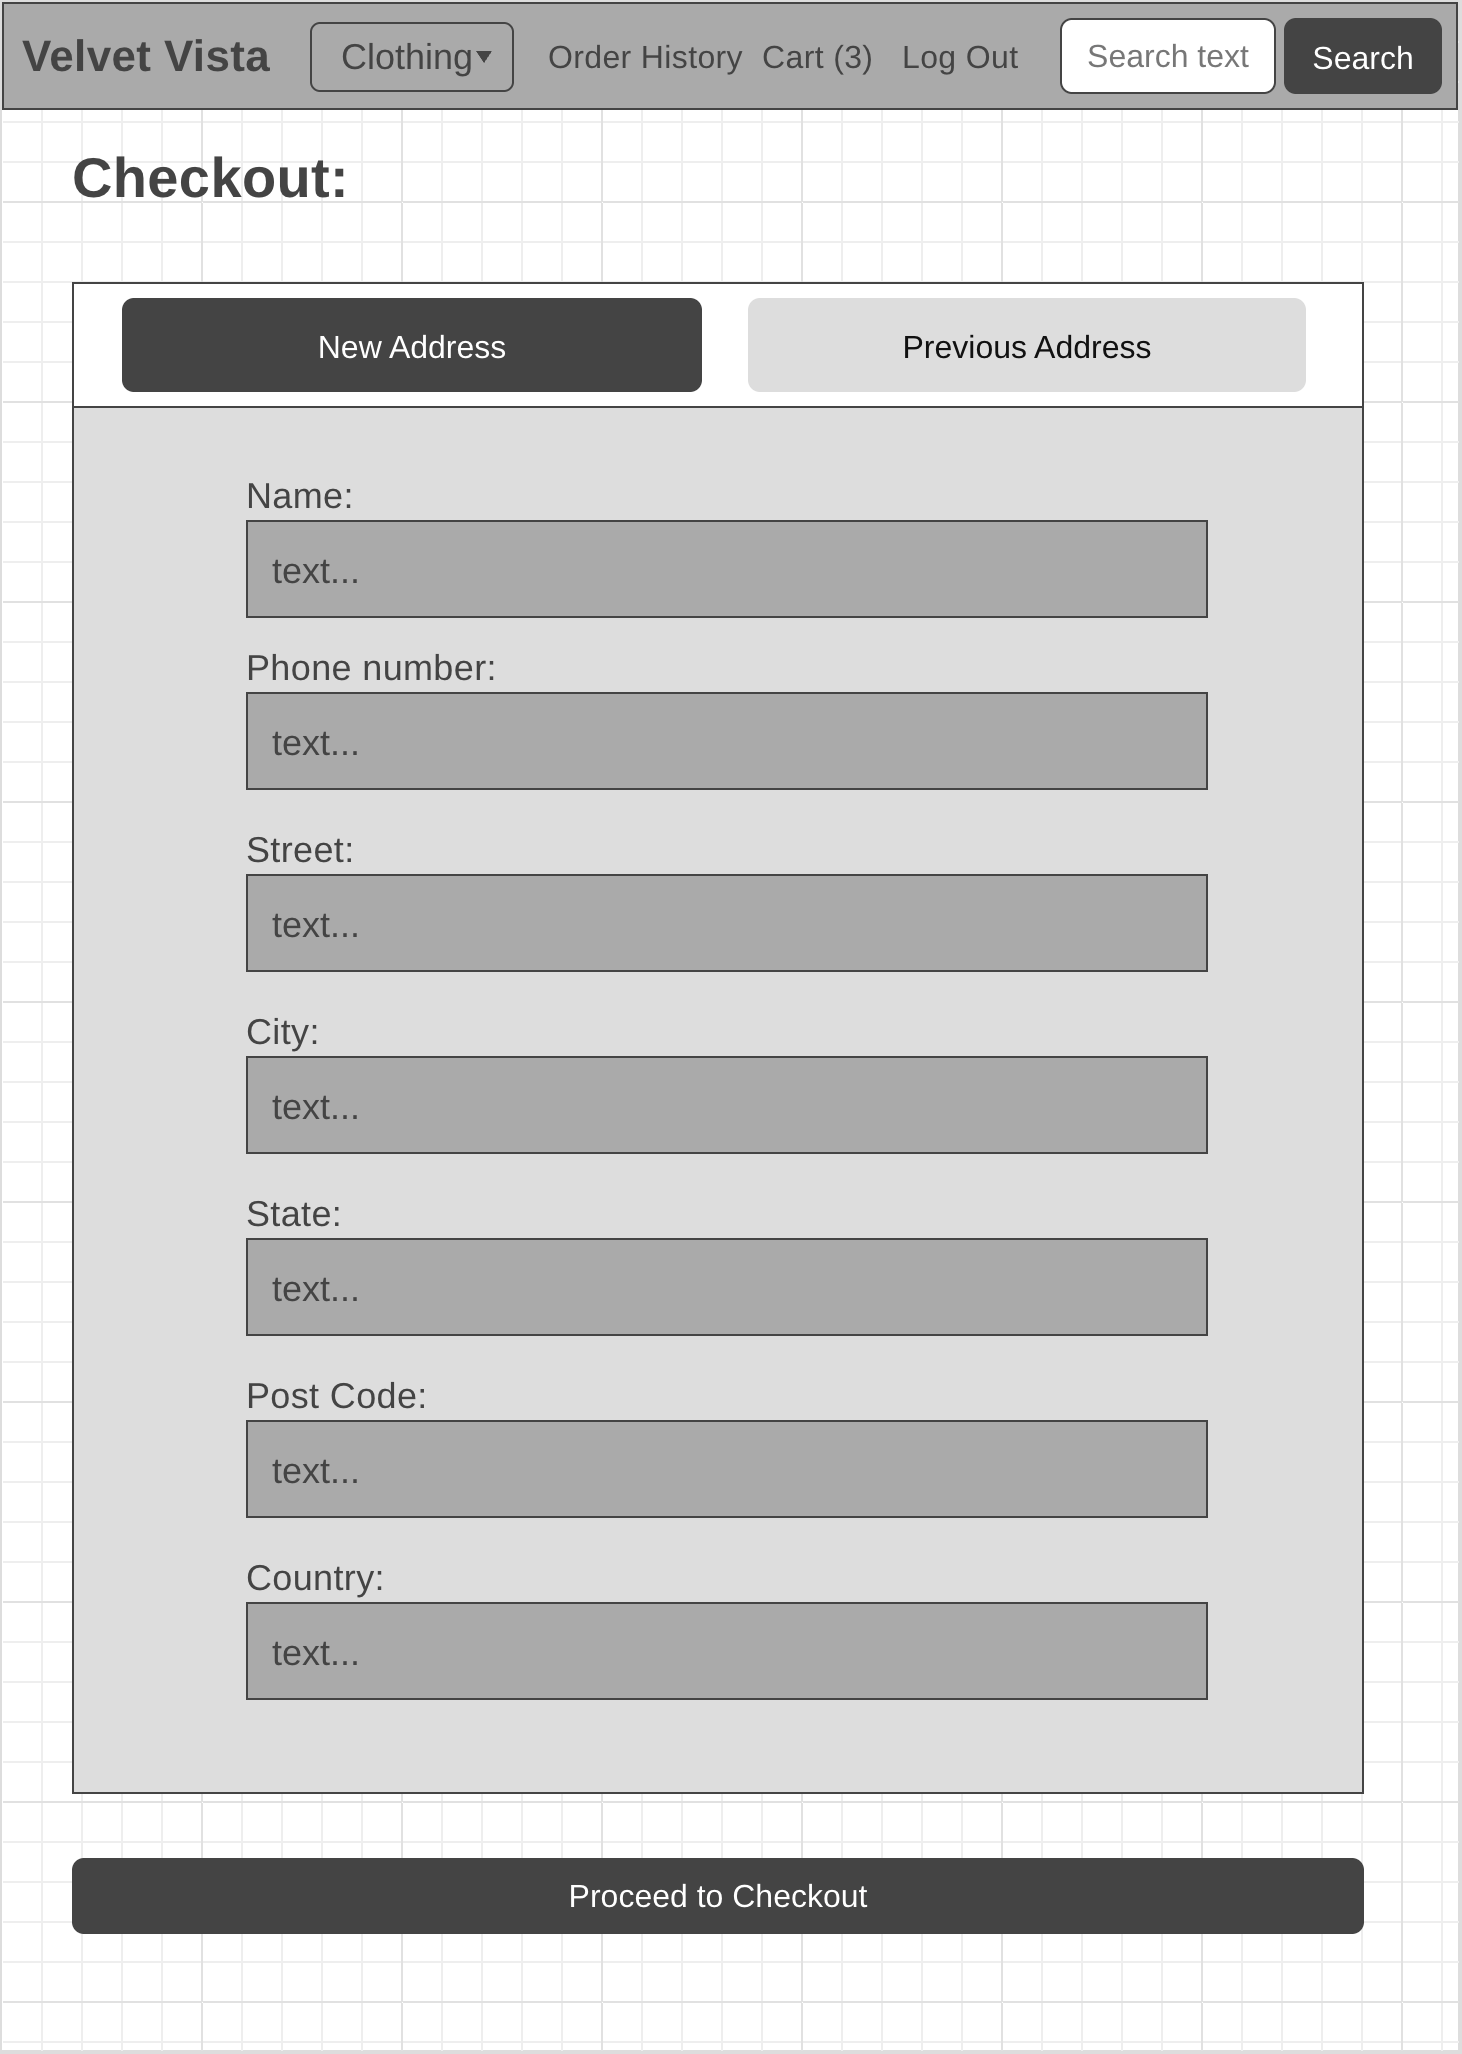 Velvet Vista Clothing Order History Cart (3) Log Out Search text Search
Checkout:
New Address Previous Address
Name:
text...
Phone number:
text...
Street:
text...
City:
text...
State:
text...
Post Code:
text...
Country:
text...
Proceed to Checkout